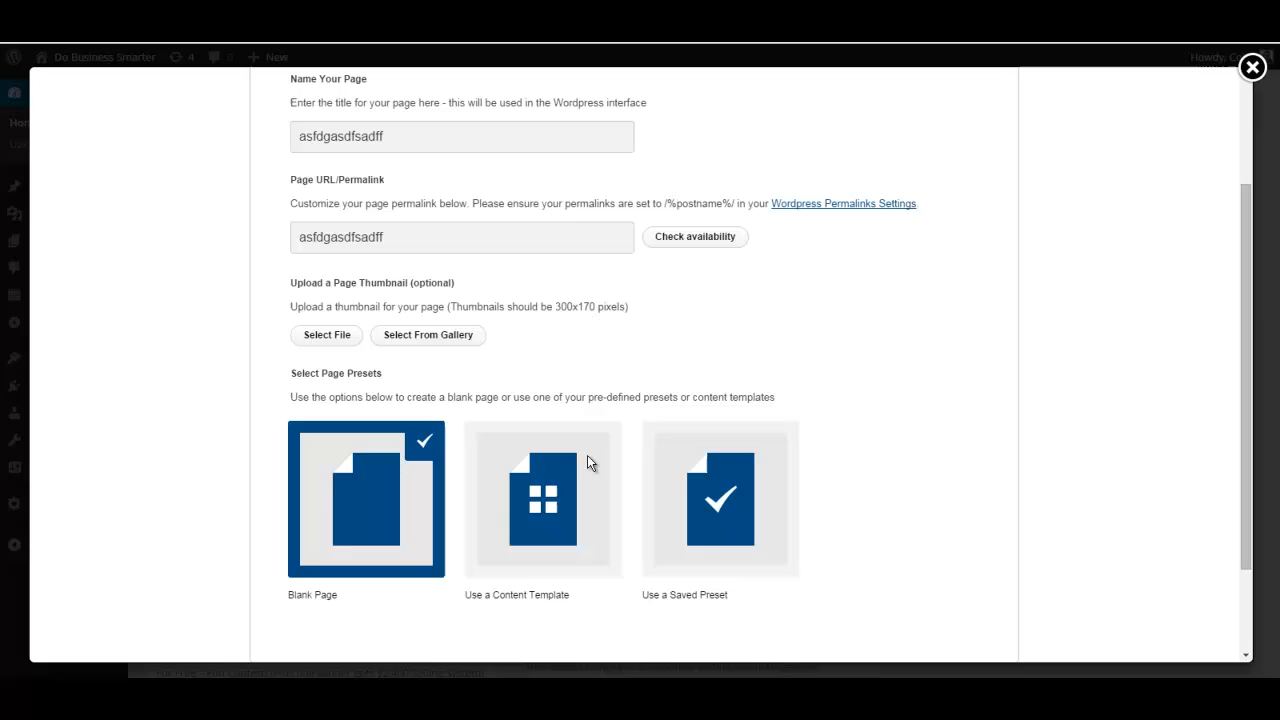 Do Business Smarter 4 0 New
Howdy, Co
Name Your Page
Enter the title for your page here - this will be used in the Wordpress interface
asfdgasdfsadff
Page URL/Permalink
Customize your page permalink below. Please ensure your permalinks are set to /%postname%/ in your Wordpress Permalinks Settings.
asfdgasdfsadff Check availability
Upload a Page Thumbnail (optional)
Upload a thumbnail for your page (Thumbnails should be 300x170 pixels)
Select File Select From Gallery
Select Page Presets
Use the options below to create a blank page or use one of your pre-defined presets or content templates
Blank Page Use a Content Template Use a Saved Preset